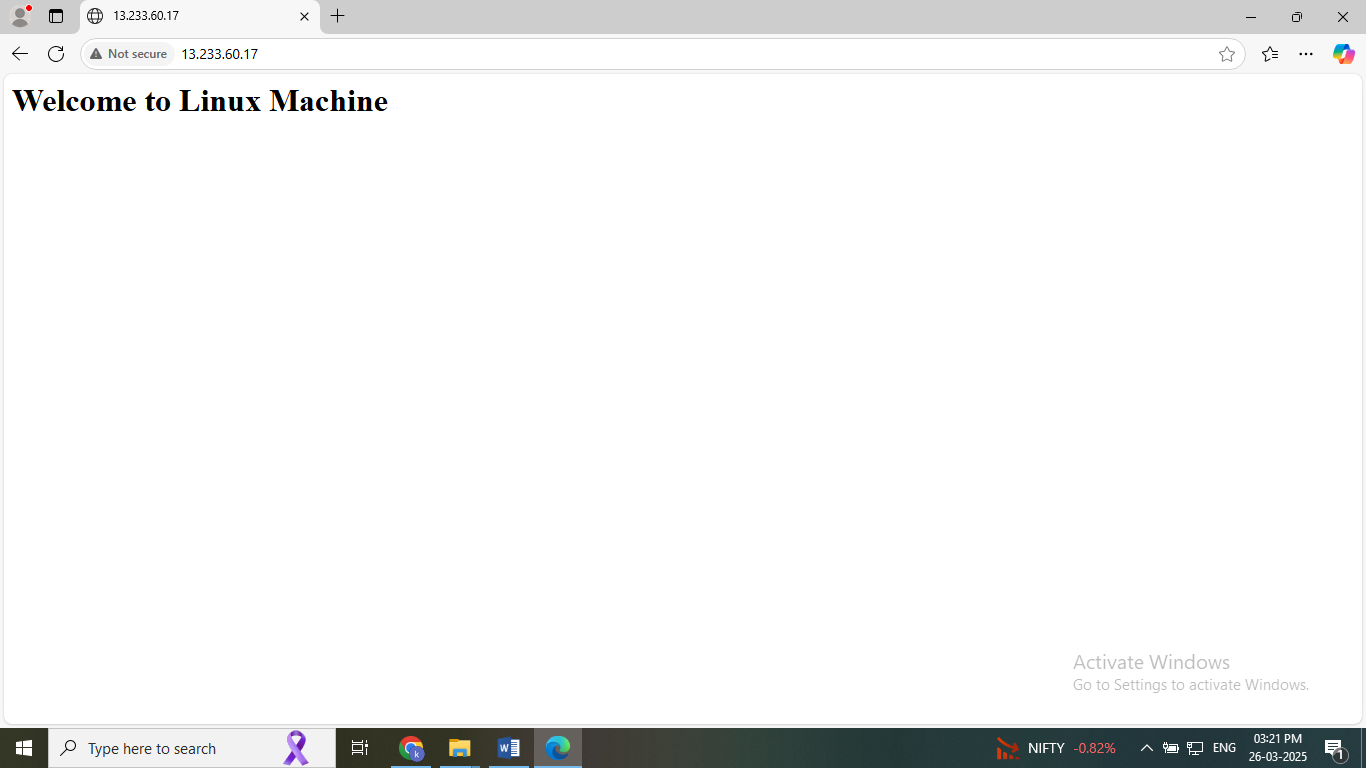 13.233.60.17
Not secure
13.233.60.17
Welcome to Linux Machine
Activate Windows
Go to Settings to activate Windows.
Type here to search
k
W
NIFTY -0.82%
ENG
03:21 PM
26-03-2025
1